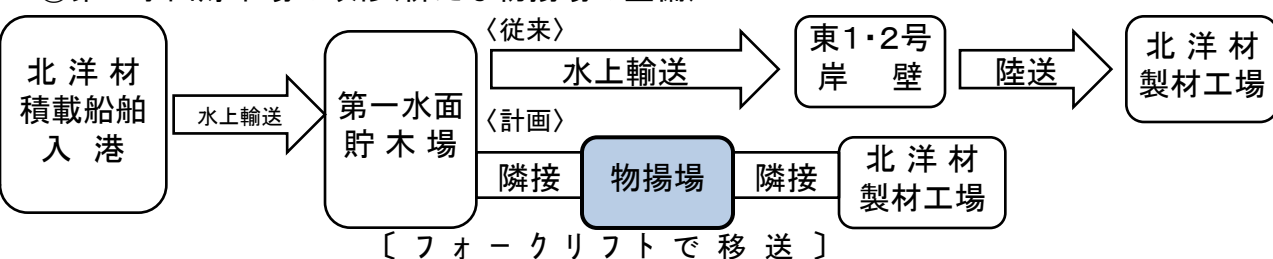 北洋材
積載船舶
入港
水上輸送
第一水面
貯木場
〈従来〉
水上輸送
東1・2号
岸壁
陸送
北洋材
製材工場
〈計画〉
隣接
物揚場
隣接
北洋材
製材工場
〔フォークリフトで移送〕